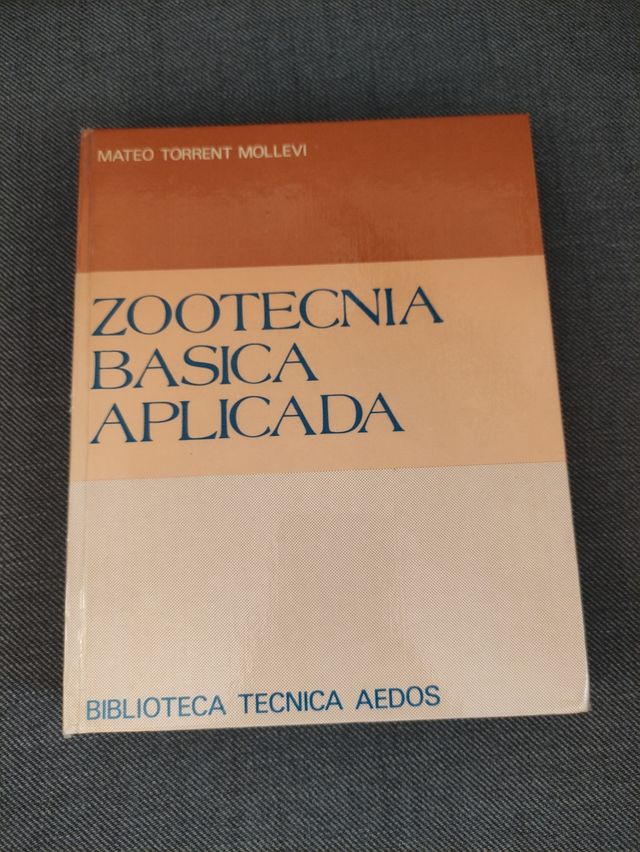 MATEO TORRENT MOLLEVI
ZOOTECNIA
BASICA
APLICADA
BIBLIOTECA TECNICA AEDOS